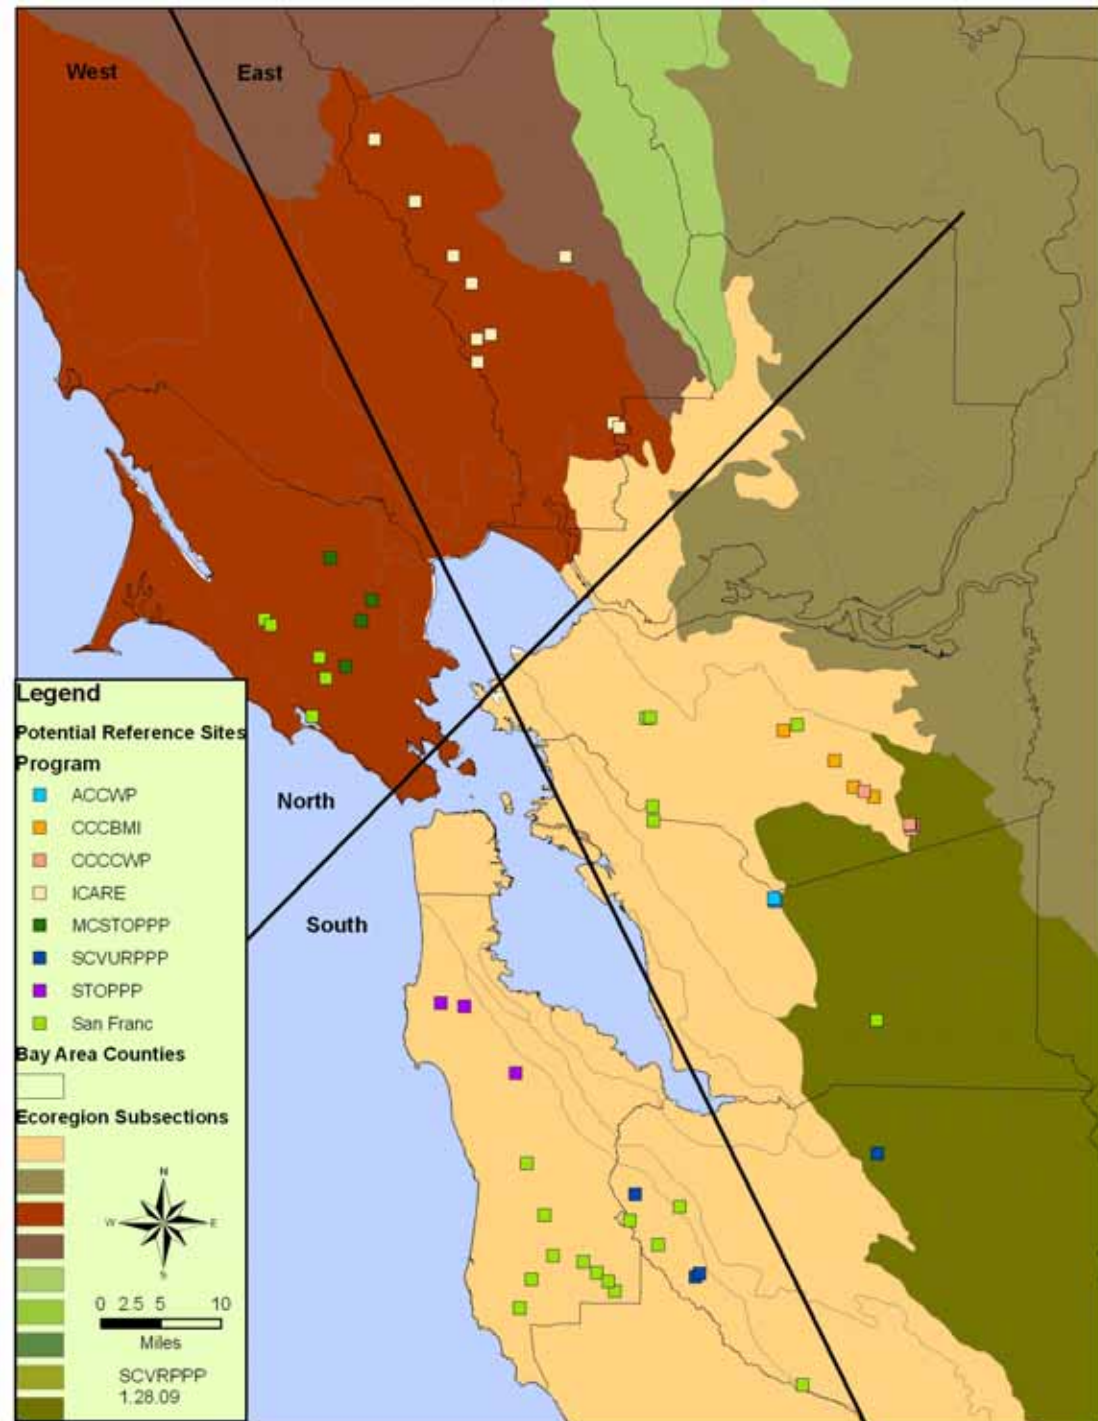 West
East
North
South
Legend
Potential Reference Sites
Program
ACCWP
CCCBMI
CCCCWP
ICARE
MCSTOPPP
SCVURPPP
STOPPP
San Franc
Bay Area Counties
Ecoregion Subsections
N
W E
S
0 2.5 5 10
Miles
SCVRPPP
1.28.09